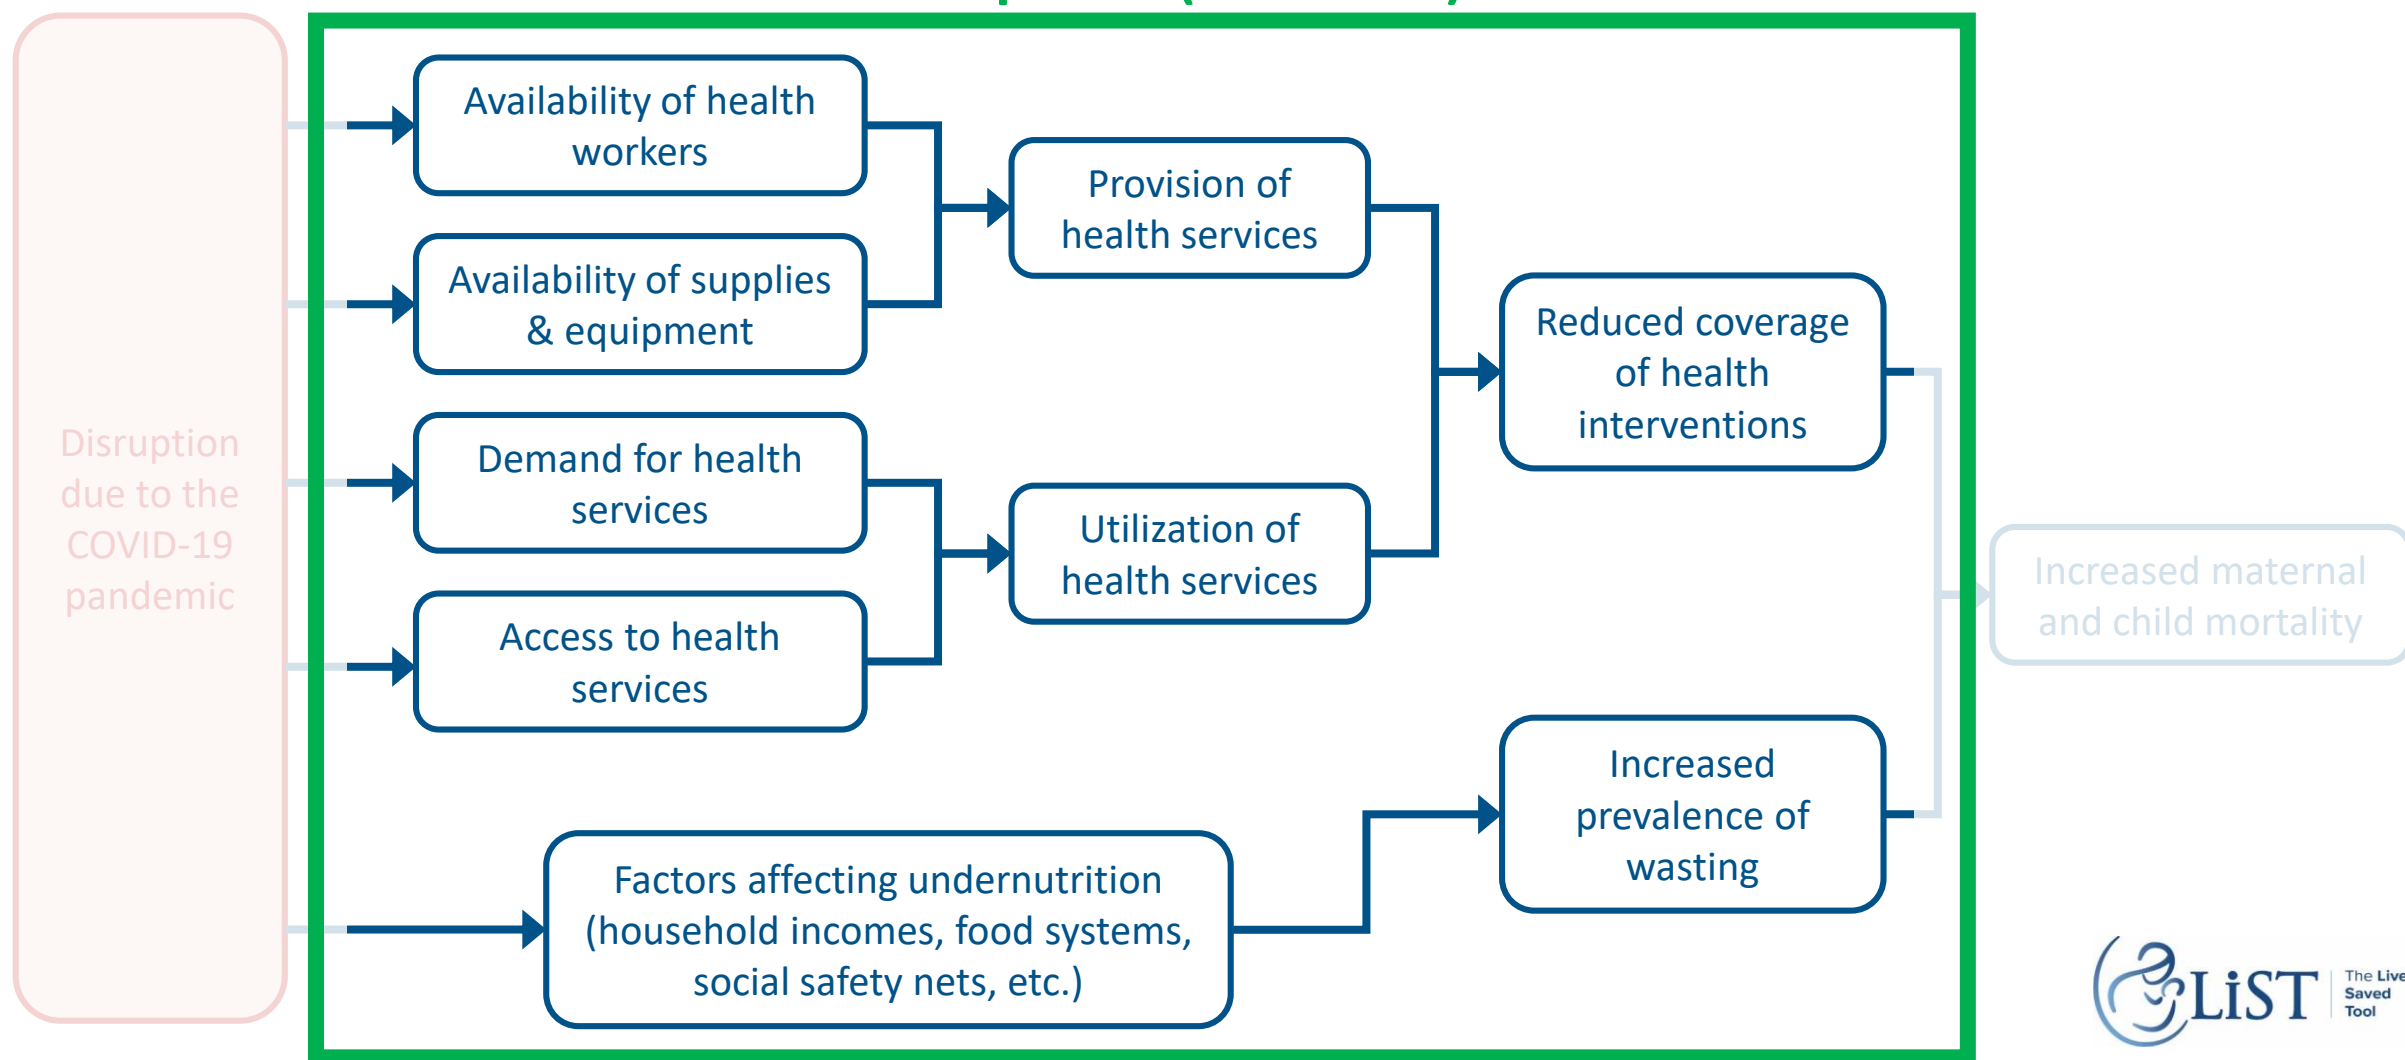 Disruption
due to the
COVID-19
pandemic
Availability of health
workers
Availability of supplies
& equipment
Demand for health
services
Access to health
services
Factors affecting undernutrition
(household incomes, food systems,
social safety nets, etc.)
Provision of
health services
Utilization of
health services
Reduced coverage
of health
interventions
Increased
prevalence of
wasting
Increased maternal
and child mortality
LiST
The Live
Saved
Tool